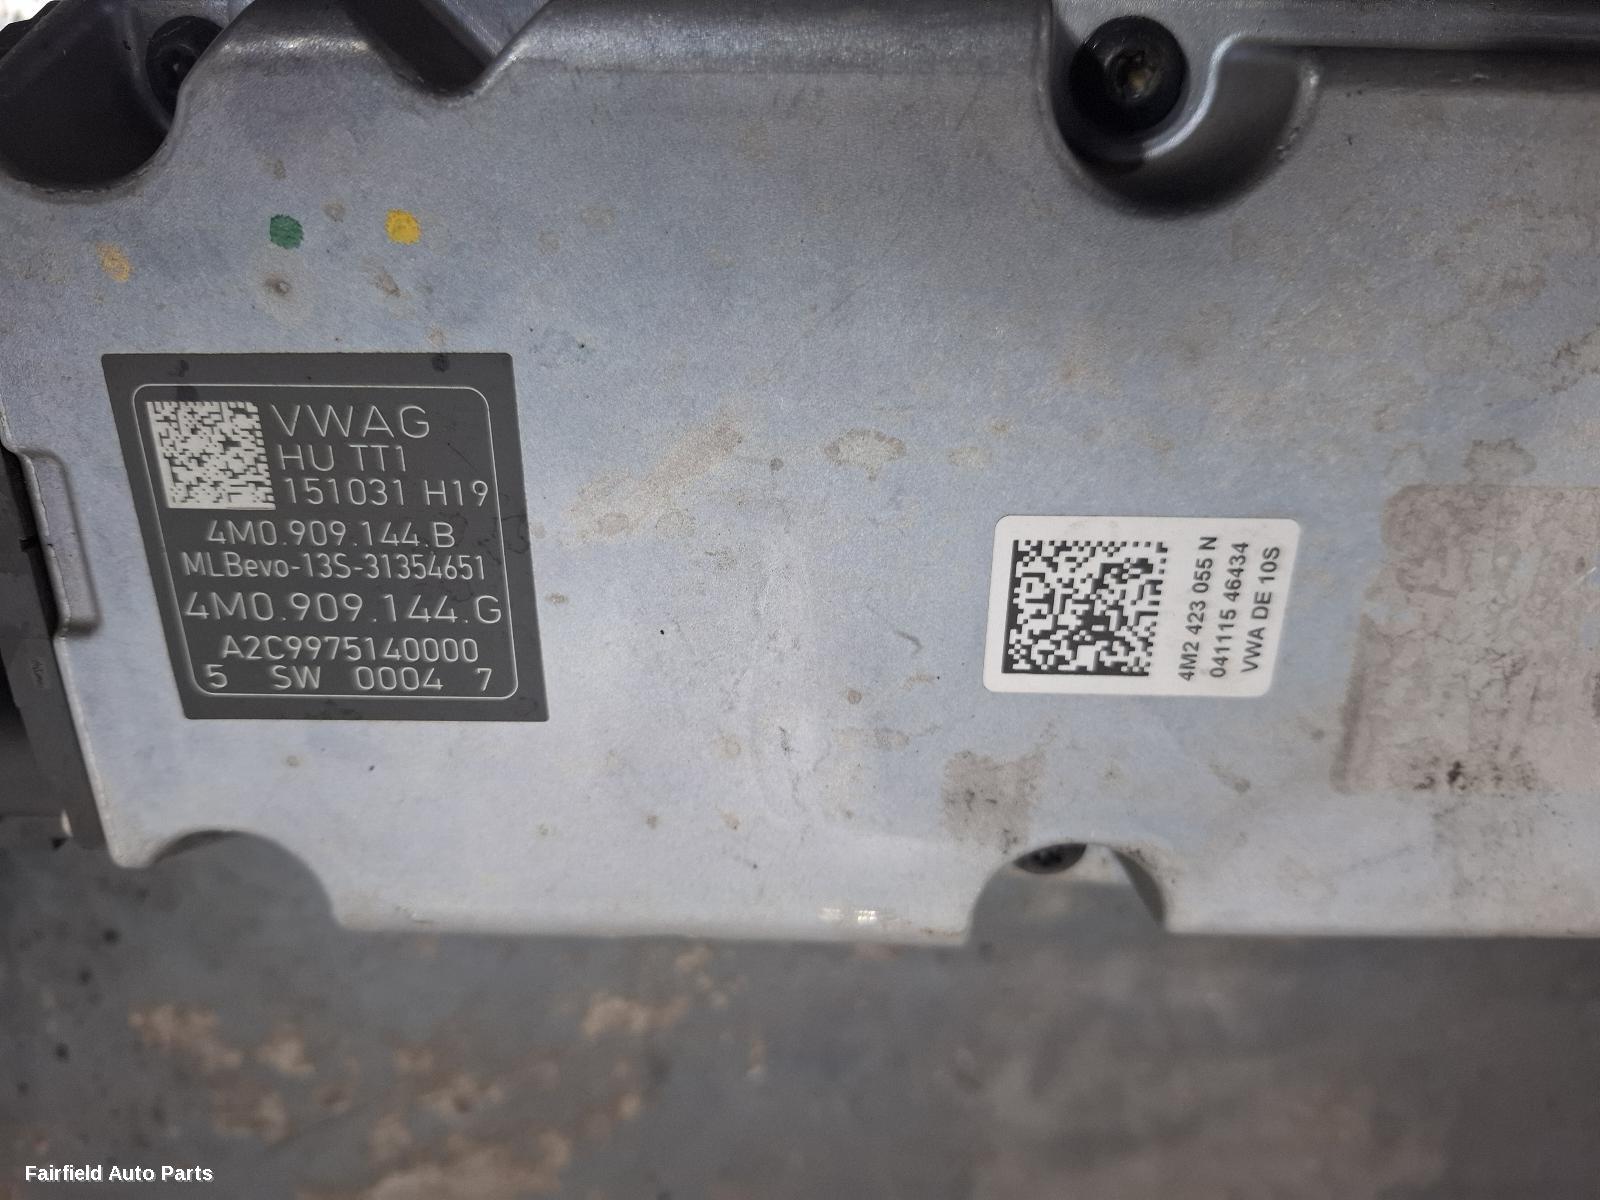 VWAG
HU TT1
151031 H19
4M0.909.144.B
MLBevo-13S-31354651
4M0.909.144.G
A2C9975140000
5 SW 0004 7
4M2 423 055 N
041115 46434
VWA DE 10S
Fairfield Auto Parts